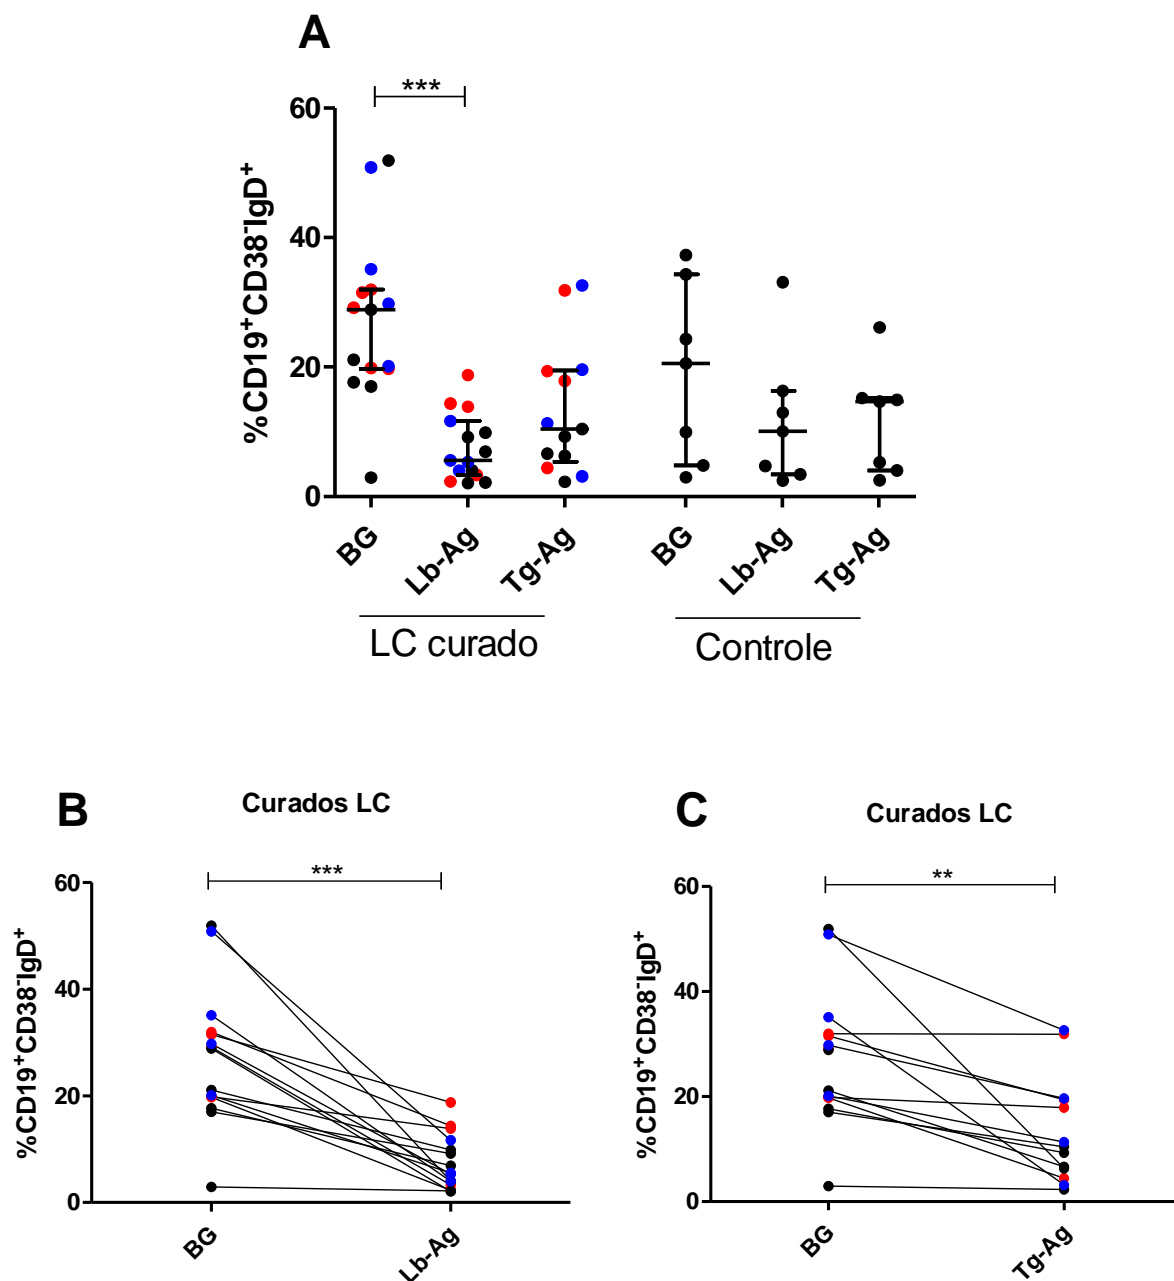 A
***
60
40
20
0
%CD19⁺CD38⁻IgD⁺
BG
Lb-Ag
Tg-Ag
BG
Lb-Ag
Tg-Ag
LC curado
Controle
B
Curados LC
***
60
40
20
0
%CD19⁺CD38⁻IgD⁺
BG
Lb-Ag
C
Curados LC
**
60
40
20
0
%CD19⁺CD38⁻IgD⁺
BG
Tg-Ag